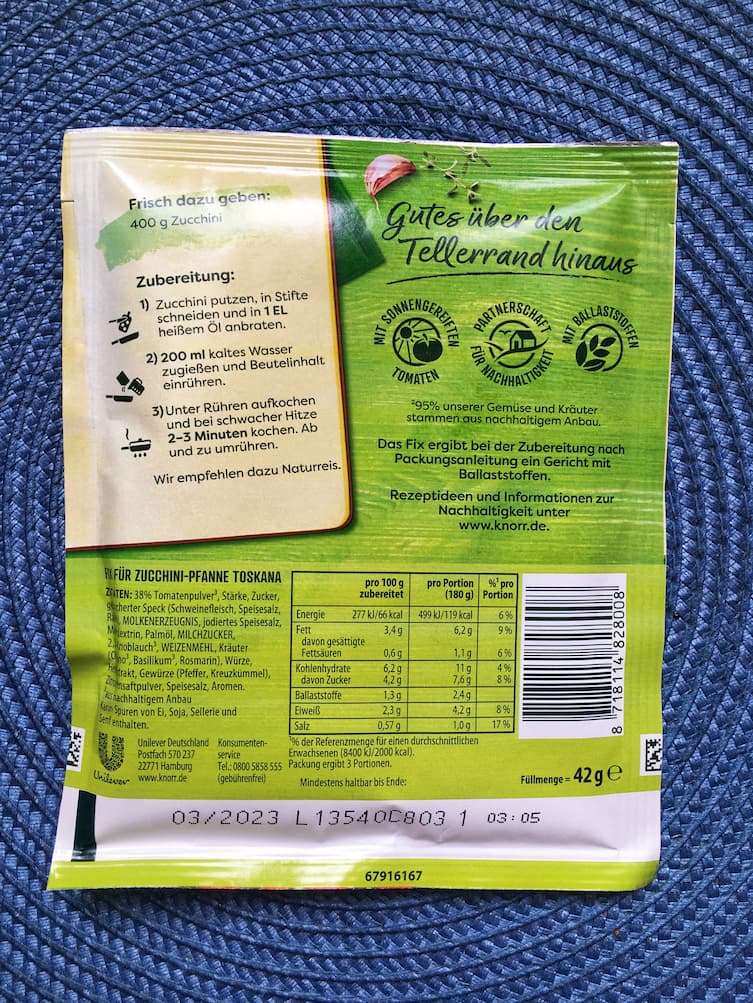 Frisch dazu geben:
400 g Zucchini
Zubereitung:
1) Zucchini putzen, in Stifte
schneiden und in 1 EL
heißem Öl anbraten.
2) 200 ml kaltes Wasser
zugießen und Beutelinhalt
einrühren.
3) Unter Rühren aufkochen
und bei schwacher Hitze
2–3 Minuten kochen. Ab
und zu umrühren.
Wir empfehlen dazu Naturreis.
Gutes über den
Tellerrand hinaus
MIT SONNENGEREIFTEN
TOMATEN
PARTNERSCHAFT
FÜR NACHHALTIGKEIT
MIT BALLASTSTOFFEN
²95% unserer Gemüse und Kräuter
stammen aus nachhaltigem Anbau.
Das Fix ergibt bei der Zubereitung nach
Packungsanleitung ein Gericht mit
Ballaststoffen.
Rezeptideen und Informationen zur
Nachhaltigkeit unter
www.knorr.de.
FÜR ZUCCHINI-PFANNE TOSKANA
38% Tomatenpulver³, Stärke, Zucker,
Speck (Schweinefleisch, Speisesalz,
MOLKENERZEUGNIS, jodiertes Speisesalz,
Palmöl, MILCHZUCKER,
WEIZENMEHL, Kräuter
Basilikum³, Rosmarin), Würze,
Gewürze (Pfeffer, Kreuzkümmel),
Speisesalz, Aromen.
nachhaltigem Anbau
Spuren von Ei, Soja, Sellerie und
enthalten.
pro 100 g zubereitet pro Portion (180 g) %¹ pro Portion
Energie 277 kJ/66 kcal 499 kJ/119 kcal 6 %
Fett 3,4 g 6,2 g 9 %
davon gesättigte
Fettsäuren 0,6 g 1,1 g 6 %
Kohlenhydrate 6,2 g 11 g 4 %
davon Zucker 4,2 g 7,6 g 8 %
Ballaststoffe 1,3 g 2,4 g
Eiweiß 2,3 g 4,2 g 8 %
Salz 0,57 g 1,0 g 17 %
¹% der Referenzmenge für einen durchschnittlichen
Erwachsenen (8400 kJ/2000 kcal).
Packung ergibt 3 Portionen.
8 718114 828008
Unilever
Unilever Deutschland
Postfach 570 237
22771 Hamburg
www.knorr.de
Konsumenten-
service
Tel.: 0800 5858 555
(gebührenfrei)
Mindestens haltbar bis Ende:
Füllmenge = 42 g ℮
03/2023 L13540C803 1 03:05
67916167